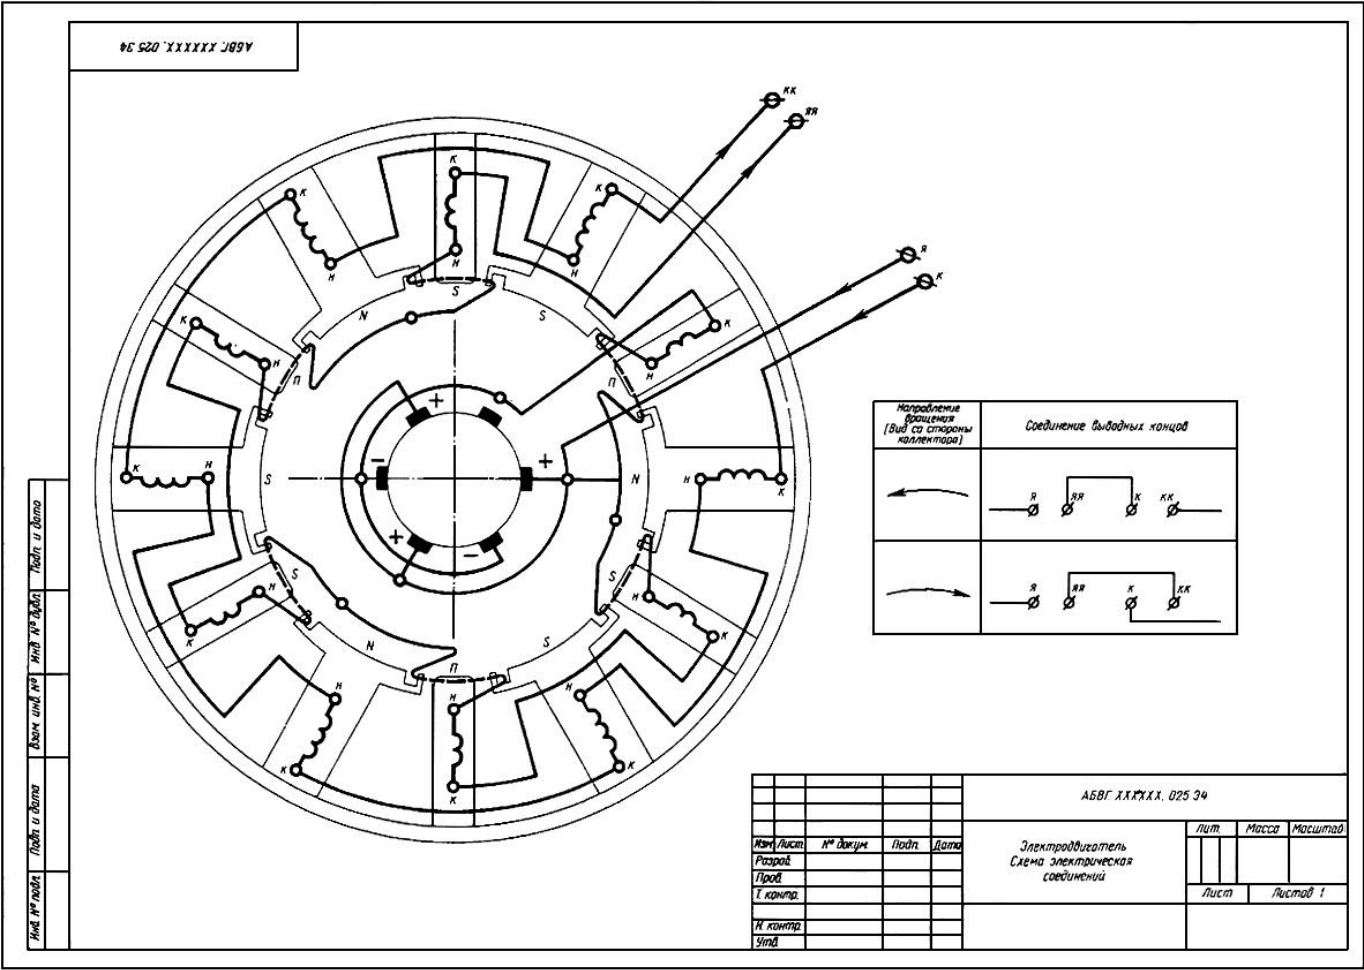 АБВГ.XXXXXX.025 Э4
КК
ЯЯ
Я
К
К
К
К
К
Н
Н
Н
К
К
Н
Н
S
N
S
П
П
К
Н
S
+
−
+
+
−
N
Н
К
S
S
Н
Н
К
К
N
S
П
Н
Н
Н
К
К
К
Направление
вращения
(Вид со стороны
коллектора)
Соединение выводных концов
Я
ЯЯ
К
КК
Я
ЯЯ
К
КК
Подп. и дата
Инв. № дубл.
Взам. инв. №
Подп. и дата
Инв. № подл.
АБВГ.XXXXXX.025 Э4
Изм Лист № докум. Подп. Дата
Разраб.
Пров.
Т. контр.
Н. контр.
Утв.
Электродвигатель
Схема электрическая
соединений
Лит. Масса Масштаб
Лист Листов 1